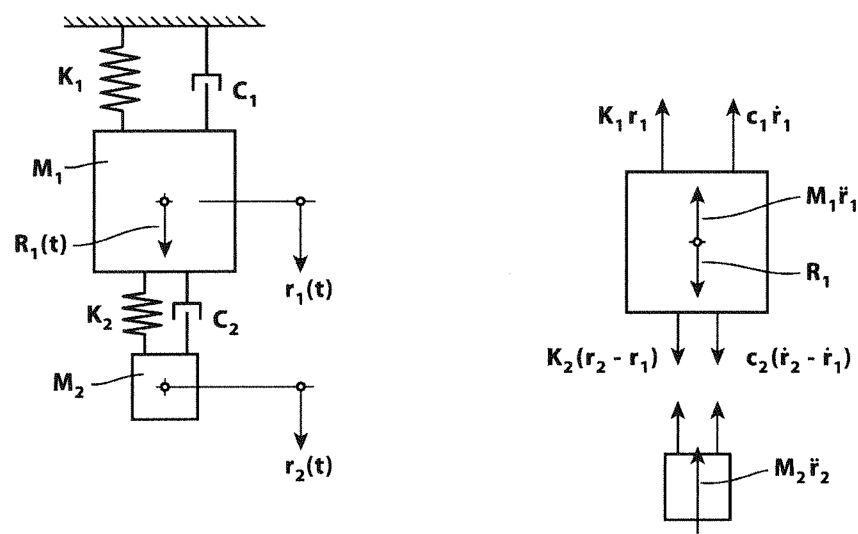 K₁
C₁
M₁
R₁(t)
r₁(t)
K₂
C₂
M₂
r₂(t)
K₁r₁
c₁ṙ₁
M₁r̈₁
R₁
K₂(r₂ - r₁)
c₂(ṙ₂ - ṙ₁)
M₂r̈₂